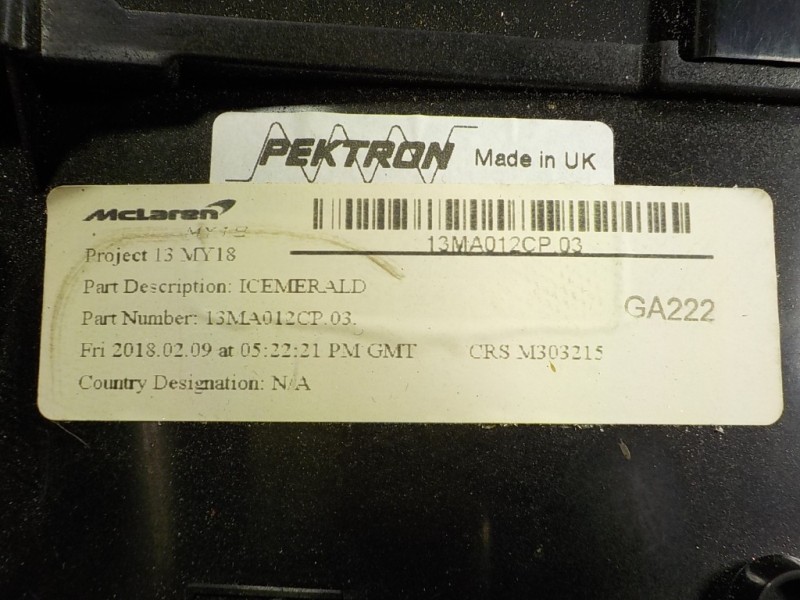 PEKTRON Made in UK
McLaren
MY18
13MA012CP.03
Project 13 MY18
Part Description: ICEMERALD
GA222
Part Number: 13MA012CP.03.
Fri 2018.02.09 at 05:22:21 PM GMT CRS M303215
Country Designation: N/A